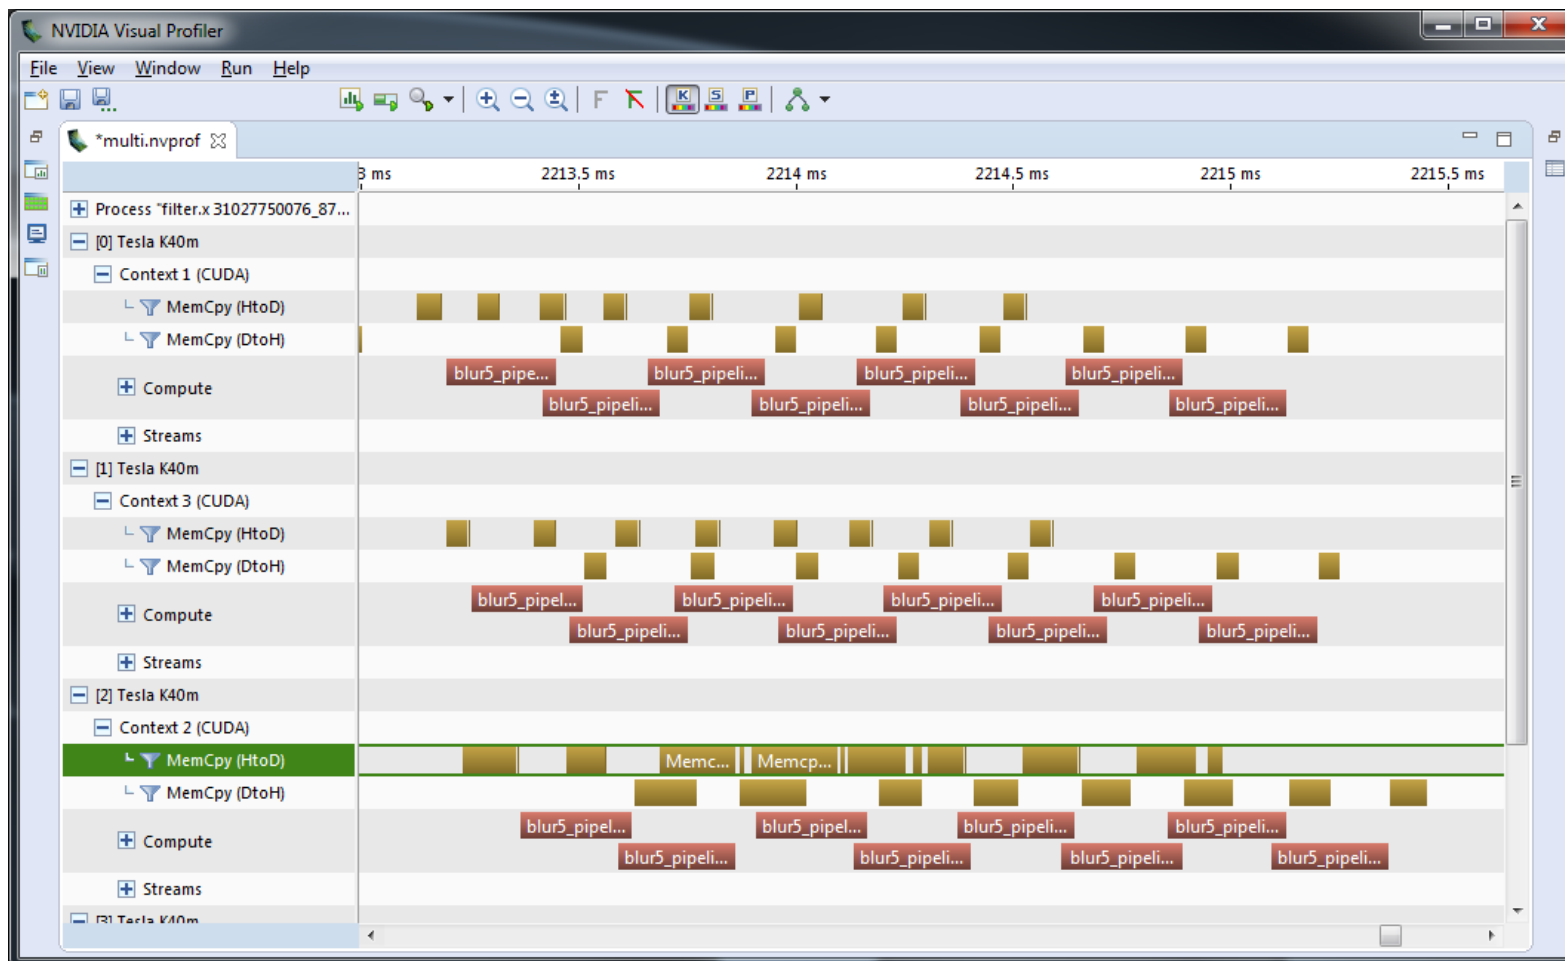 NVIDIA Visual Profiler
File View Window Run Help
*multi.nvprof
3 ms 2213.5 ms 2214 ms 2214.5 ms 2215 ms 2215.5 ms
Process "filter.x 31027750076_87...
[0] Tesla K40m
Context 1 (CUDA)
MemCpy (HtoD)
MemCpy (DtoH)
blur5_pipe... blur5_pipeli... blur5_pipeli... blur5_pipeli...
Compute
blur5_pipeli... blur5_pipeli... blur5_pipeli... blur5_pipeli...
Streams
[1] Tesla K40m
Context 3 (CUDA)
MemCpy (HtoD)
MemCpy (DtoH)
blur5_pipel... blur5_pipeli... blur5_pipeli... blur5_pipeli...
Compute
blur5_pipeli... blur5_pipeli... blur5_pipeli... blur5_pipeli...
Streams
[2] Tesla K40m
Context 2 (CUDA)
MemCpy (HtoD) Memc... Memcp...
MemCpy (DtoH)
blur5_pipel... blur5_pipel... blur5_pipeli... blur5_pipeli...
Compute
blur5_pipeli... blur5_pipeli... blur5_pipeli... blur5_pipeli...
Streams
[3] Tesla K40m